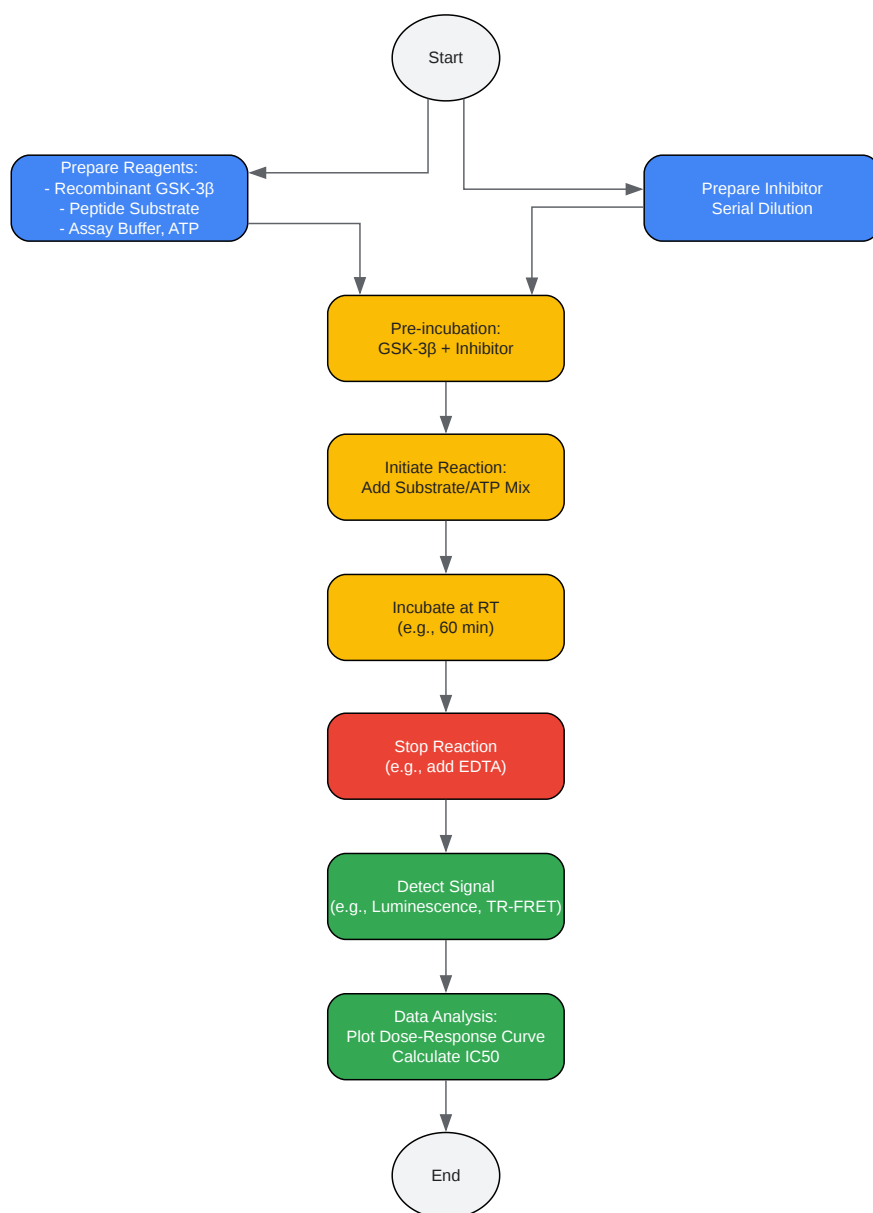 Start
Prepare Reagents:
- Recombinant GSK-3β
- Peptide Substrate
- Assay Buffer, ATP
Prepare Inhibitor
Serial Dilution
Pre-incubation:
GSK-3β + Inhibitor
Initiate Reaction:
Add Substrate/ATP Mix
Incubate at RT
(e.g., 60 min)
Stop Reaction
(e.g., add EDTA)
Detect Signal
(e.g., Luminescence, TR-FRET)
Data Analysis:
Plot Dose-Response Curve
Calculate IC50
End